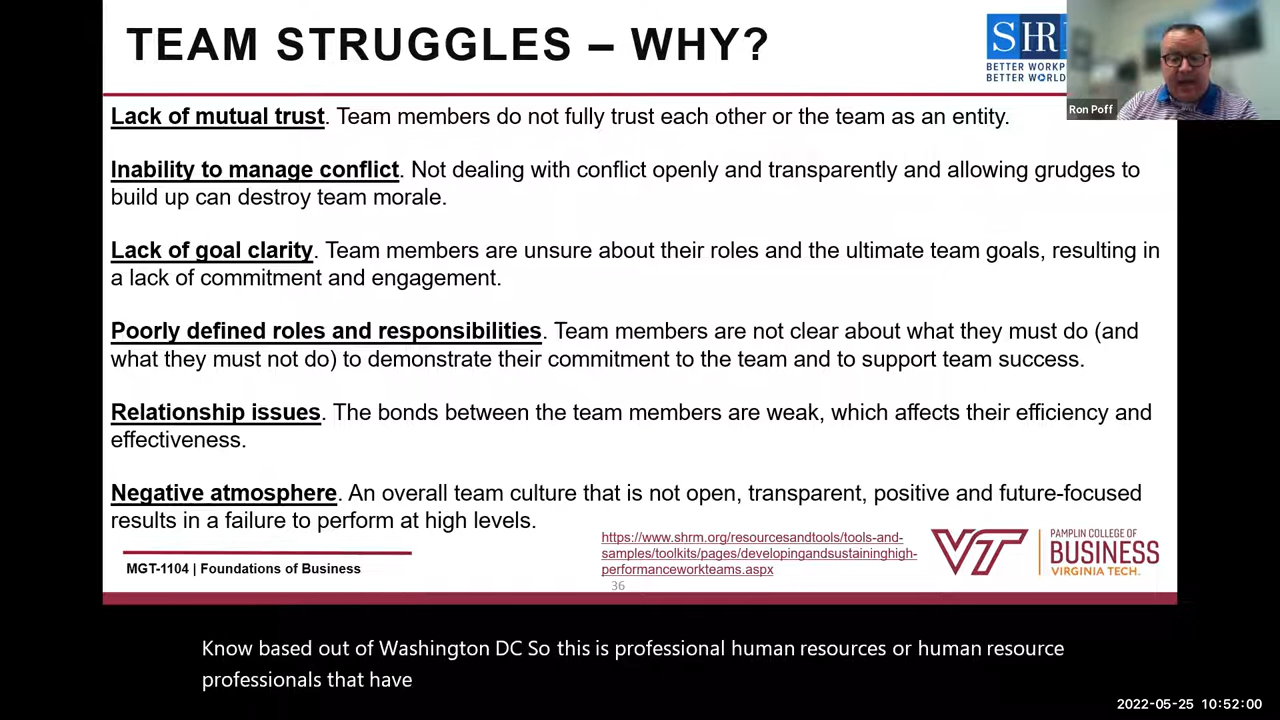 TEAM STRUGGLES – WHY?
SHR
BETTER WORKP
BETTER WORLD
Ron Poff
Lack of mutual trust. Team members do not fully trust each other or the team as an entity.
Inability to manage conflict. Not dealing with conflict openly and transparently and allowing grudges to
build up can destroy team morale.
Lack of goal clarity. Team members are unsure about their roles and the ultimate team goals, resulting in
a lack of commitment and engagement.
Poorly defined roles and responsibilities. Team members are not clear about what they must do (and
what they must not do) to demonstrate their commitment to the team and to support team success.
Relationship issues. The bonds between the team members are weak, which affects their efficiency and
effectiveness.
Negative atmosphere. An overall team culture that is not open, transparent, positive and future-focused
results in a failure to perform at high levels.
https://www.shrm.org/resourcesandtools/tools-and-
samples/toolkits/pages/developingandsustaininghigh-
performanceworkteams.aspx
MGT-1104 | Foundations of Business
36
VT
PAMPLIN COLLEGE OF
BUSINESS
VIRGINIA TECH.
Know based out of Washington DC So this is professional human resources or human resource
professionals that have
2022-05-25 10:52:00